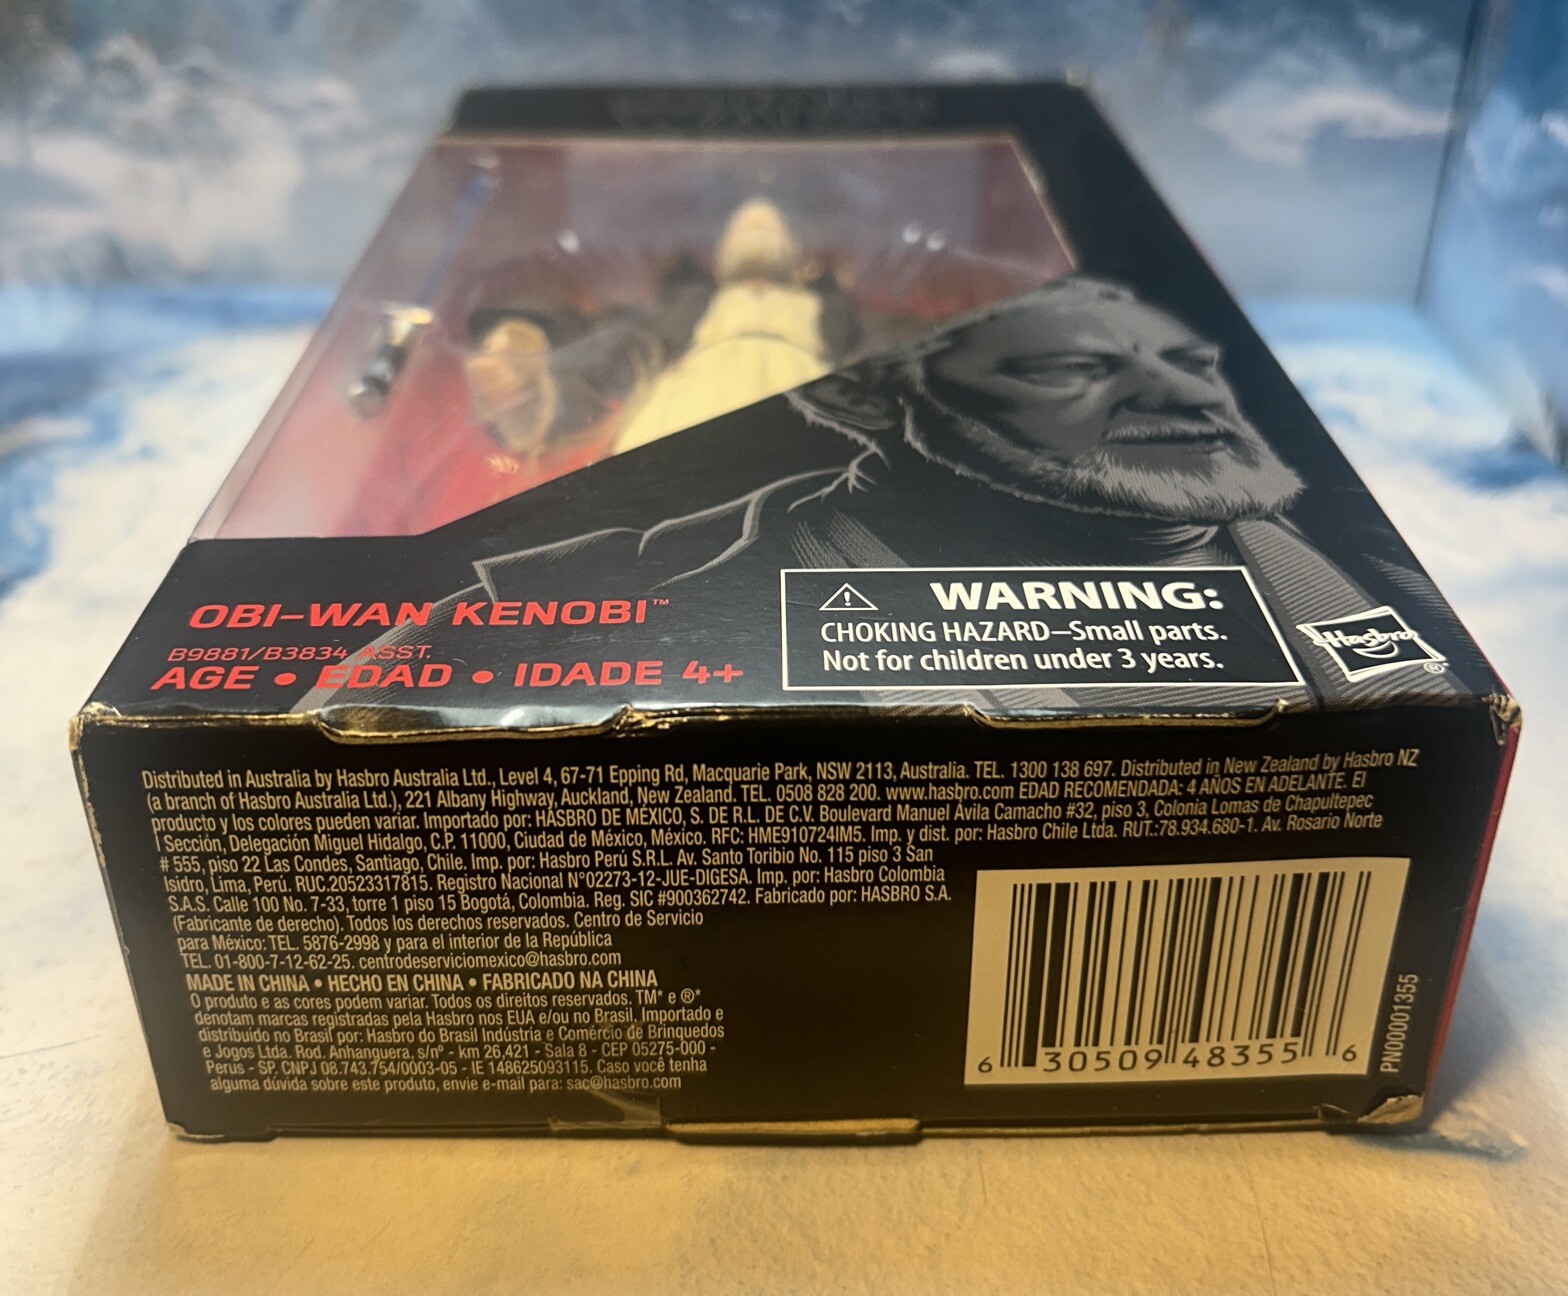 OBI-WAN KENOBI™
B9881/B3834 ASST.
AGE • EDAD • IDADE 4+
⚠ WARNING:
CHOKING HAZARD–Small parts.
Not for children under 3 years.
Hasbro®
Distributed in Australia by Hasbro Australia Ltd., Level 4, 67-71 Epping Rd, Macquarie Park, NSW 2113, Australia. TEL. 1300 138 697. Distributed in New Zealand by Hasbro NZ
(a branch of Hasbro Australia Ltd.), 221 Albany Highway, Auckland, New Zealand. TEL. 0508 828 200. www.hasbro.com EDAD RECOMENDADA: 4 AÑOS EN ADELANTE. El
producto y los colores pueden variar. Importado por: HASBRO DE MEXICO, S. DE R.L. DE C.V. Boulevard Manuel Ávila Camacho #32, piso 3, Colonia Lomas de Chapultepec
I Sección, Delegación Miguel Hidalgo, C.P. 11000, Ciudad de México, México. RFC: HME910724IM5. Imp. y dist. por: Hasbro Chile Ltda. RUT:78.934.680-1. Av. Rosario Norte
# 555, piso 22 Las Condes, Santiago, Chile. Imp. por: Hasbro Perú S.R.L. Av. Santo Toribio No. 115 piso 3 San
Isidro, Lima, Perú. RUC:20523317815. Registro Nacional N°02273-12-JUE-DIGESA. Imp. por: Hasbro Colombia
S.A.S. Calle 100 No. 7-33, torre 1 piso 15 Bogotá, Colombia. Reg. SIC #900362742. Fabricado por: HASBRO S.A.
(Fabricante de derecho). Todos los derechos reservados. Centro de Servicio
para México: TEL. 5876-2998 y para el interior de la República
TEL. 01-800-7-12-62-25. centrodeserviciomexico@hasbro.com
MADE IN CHINA • HECHO EN CHINA • FABRICADO NA CHINA
O produto e as cores podem variar. Todos os direitos reservados. TM* e ®*
denotam marcas registradas pela Hasbro nos EUA e/ou no Brasil. Importado e
distribuído no Brasil por: Hasbro do Brasil Indústria e Comércio de Brinquedos
e Jogos Ltda. Rod. Anhanguera, s/nº - km 26,421 - Sala 8 - CEP 05275-000 -
Perus - SP. CNPJ 08.743.754/0003-05 - IE 148625093115. Caso você tenha
alguma dúvida sobre este produto, envie e-mail para: sac@hasbro.com
6 30509 48355 6
PN00001355